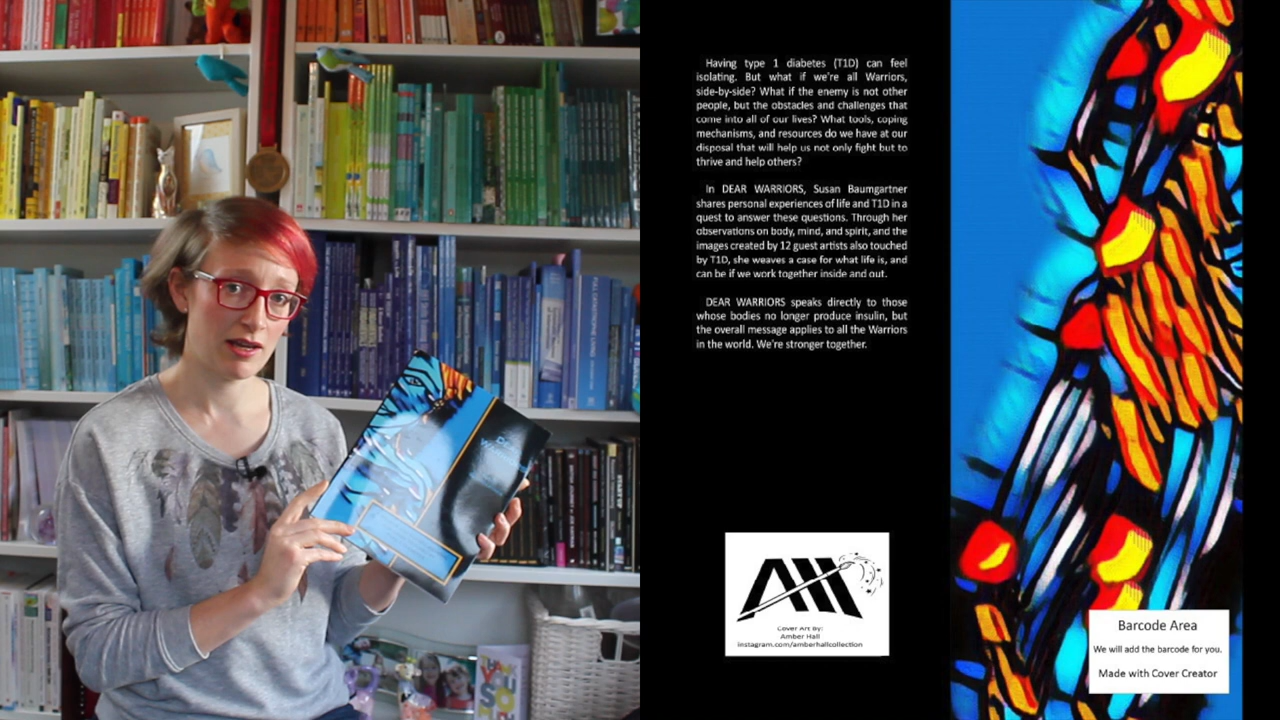 Having type 1 diabetes (T1D) can feel
isolating. But what if we're all Warriors,
side-by-side? What if the enemy is not other
people, but the obstacles and challenges that
come into all of our lives? What tools, coping
mechanisms, and resources do we have at our
disposal that will help us not only fight but to
thrive and help others?
In DEAR WARRIORS, Susan Baumgartner
shares personal experiences of life and T1D in a
quest to answer these questions. Through her
observations on body, mind, and spirit, and the
images created by 12 guest artists also touched
by T1D, she weaves a case for what life is, and
can be if we work together inside and out.
DEAR WARRIORS speaks directly to those
whose bodies no longer produce insulin, but
the overall message applies to all the Warriors
in the world. We're stronger together.
Cover Art By:
Amber Hall
instagram.com/amberhallcollection
Barcode Area
We will add the barcode for you.
Made with Cover Creator